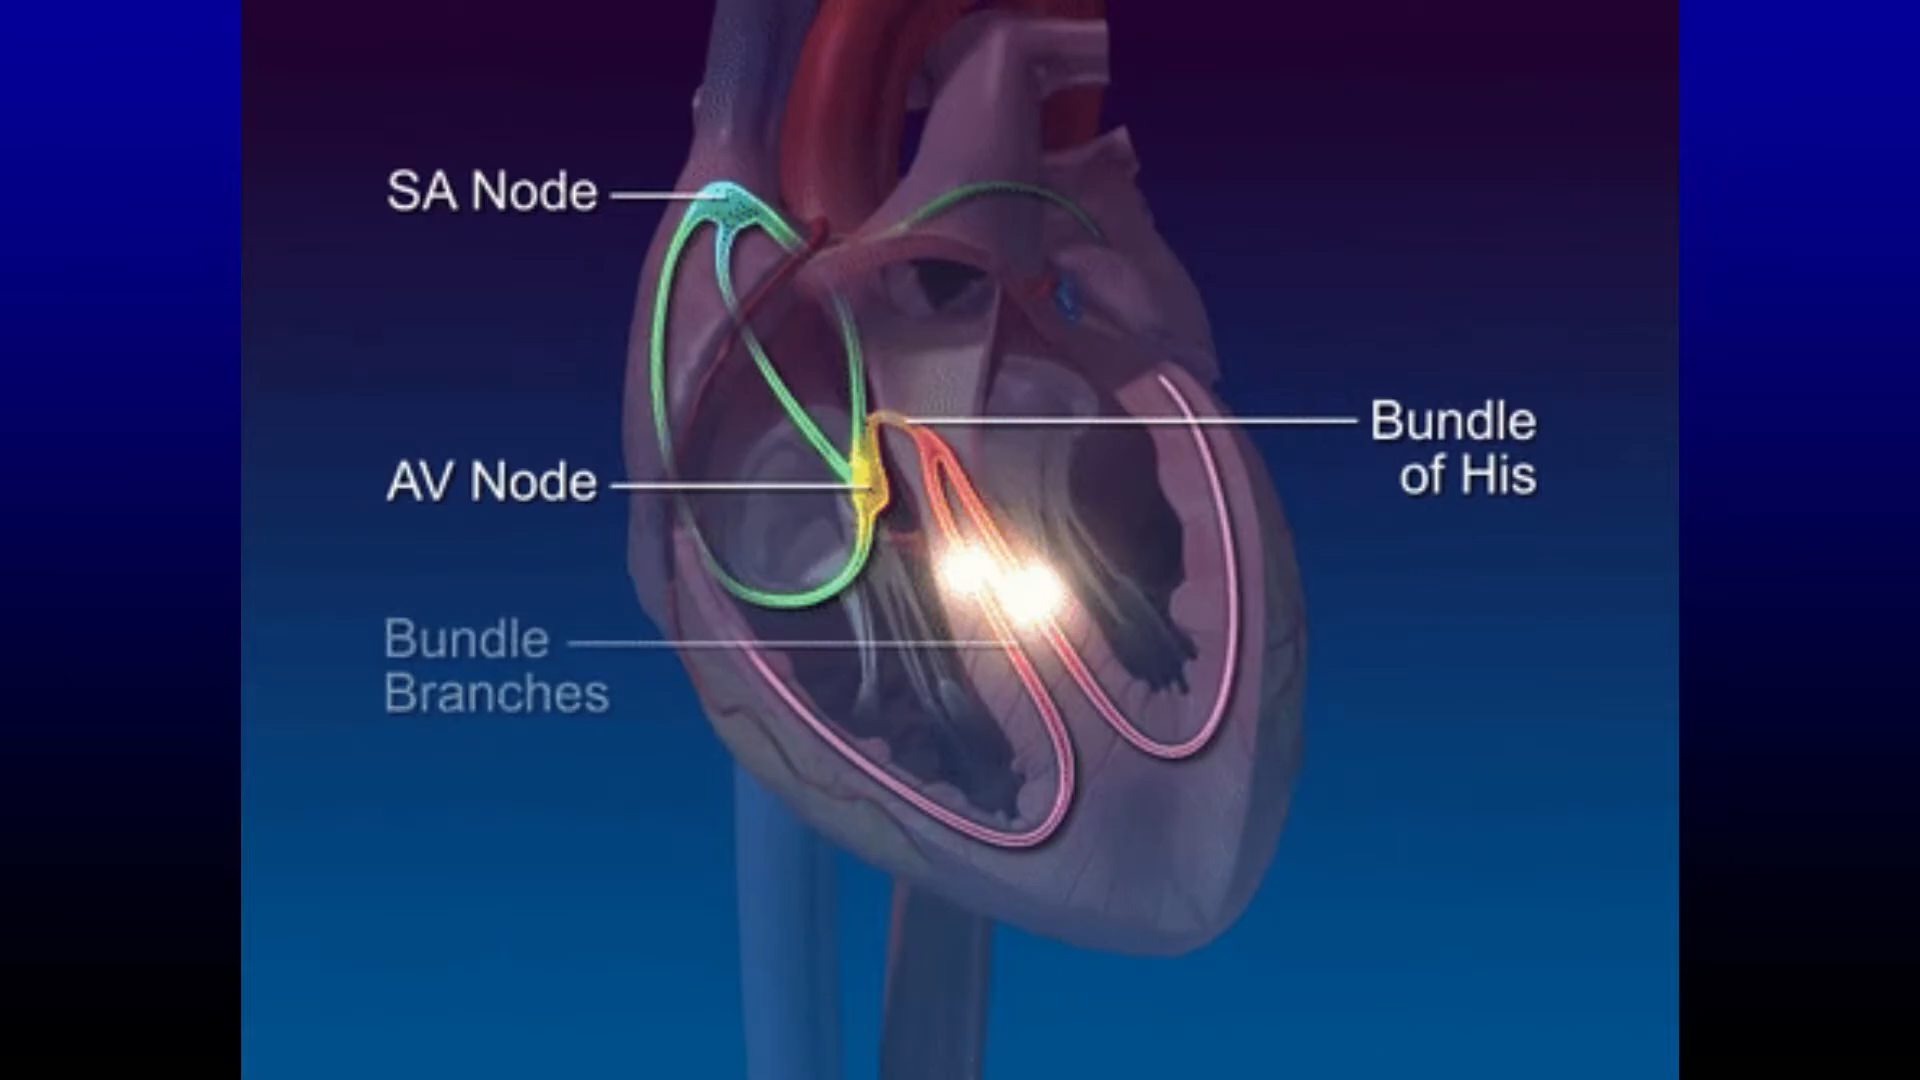 SA Node
Bundle
of His
AV Node
Bundle
Branches